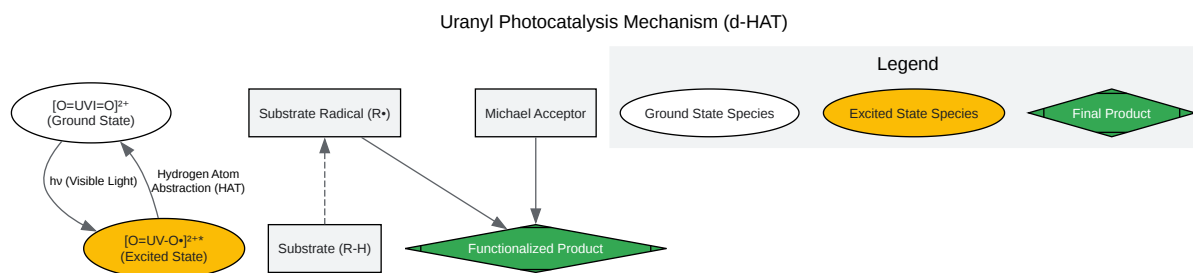 Uranyl Photocatalysis Mechanism (d-HAT)
Legend
[O=UVI=O]²⁺
(Ground State)
Substrate Radical (R•)
Michael Acceptor
Ground State Species
Excited State Species
Final Product
hν (Visible Light)
Hydrogen Atom
Abstraction (HAT)
[O=UV-O•]²⁺*
(Excited State)
Substrate (R-H)
Functionalized Product